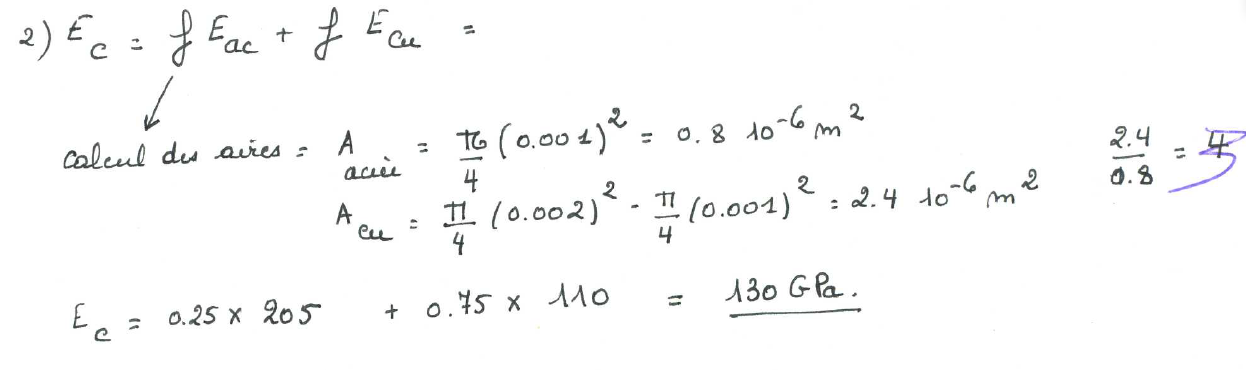 2) E_c = f E_ac + f E_cu =
calcul des aires = A_acier = π/4 (0.001)² = 0.8 10⁻⁶ m² 2.4/0.8 = 3
A_cu = π/4 (0.002)² - π/4 (0.001)² = 2.4 10⁻⁶ m²
E_c = 0.25 x 205 + 0.75 x 110 = 130 GPa.